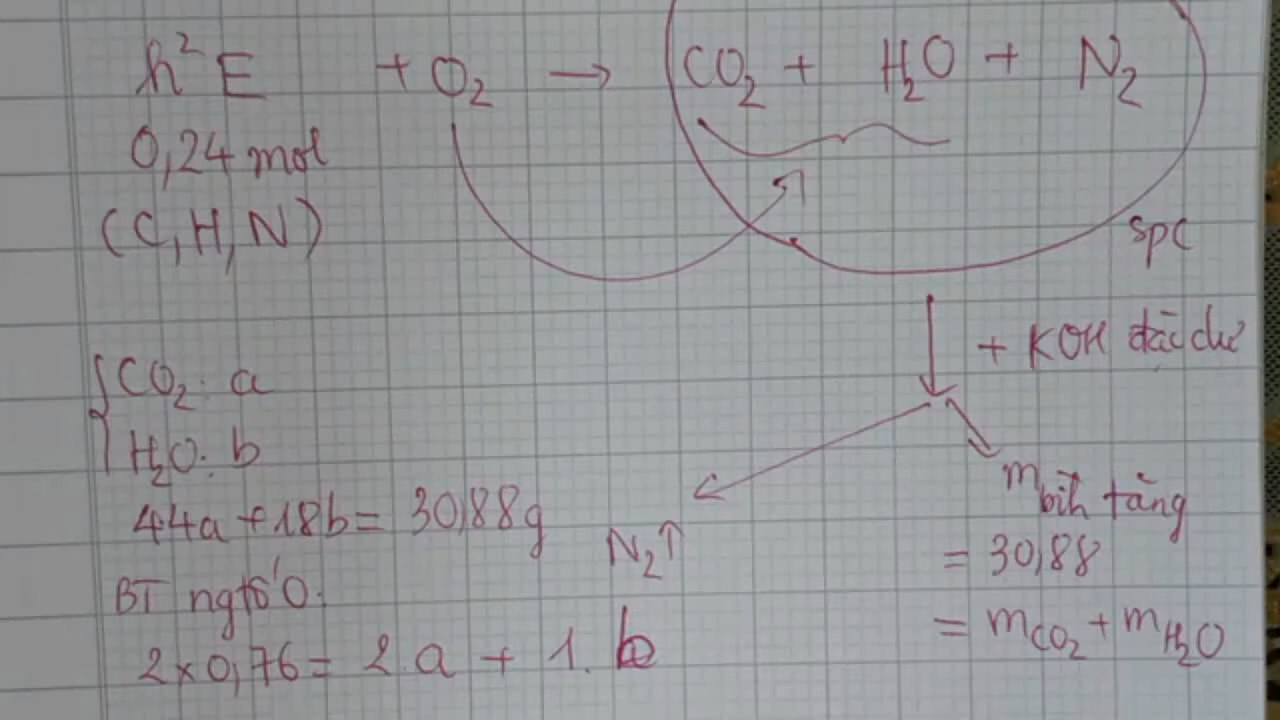 h² E + O₂ → CO₂ + H₂O + N₂
0,24 mol
(C, H, N)
spc
+ KOH đặc dư
{ CO₂: a
H₂O: b
44a + 18b = 30,88g
N₂↑
m bình tăng
= 30,88
= mCO₂ + mH₂O
BT ngtố O:
2 x 0,76 = 2.a + 1.b